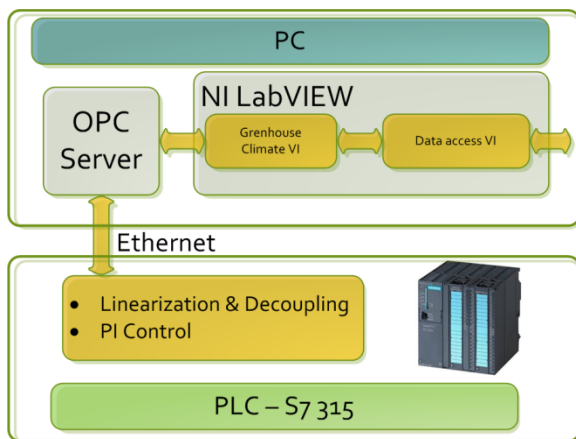 PC
NI LabVIEW
OPC
Server
Grenhouse
Climate VI
Data access VI
Ethernet
• Linearization & Decoupling
• PI Control
PLC – S7 315